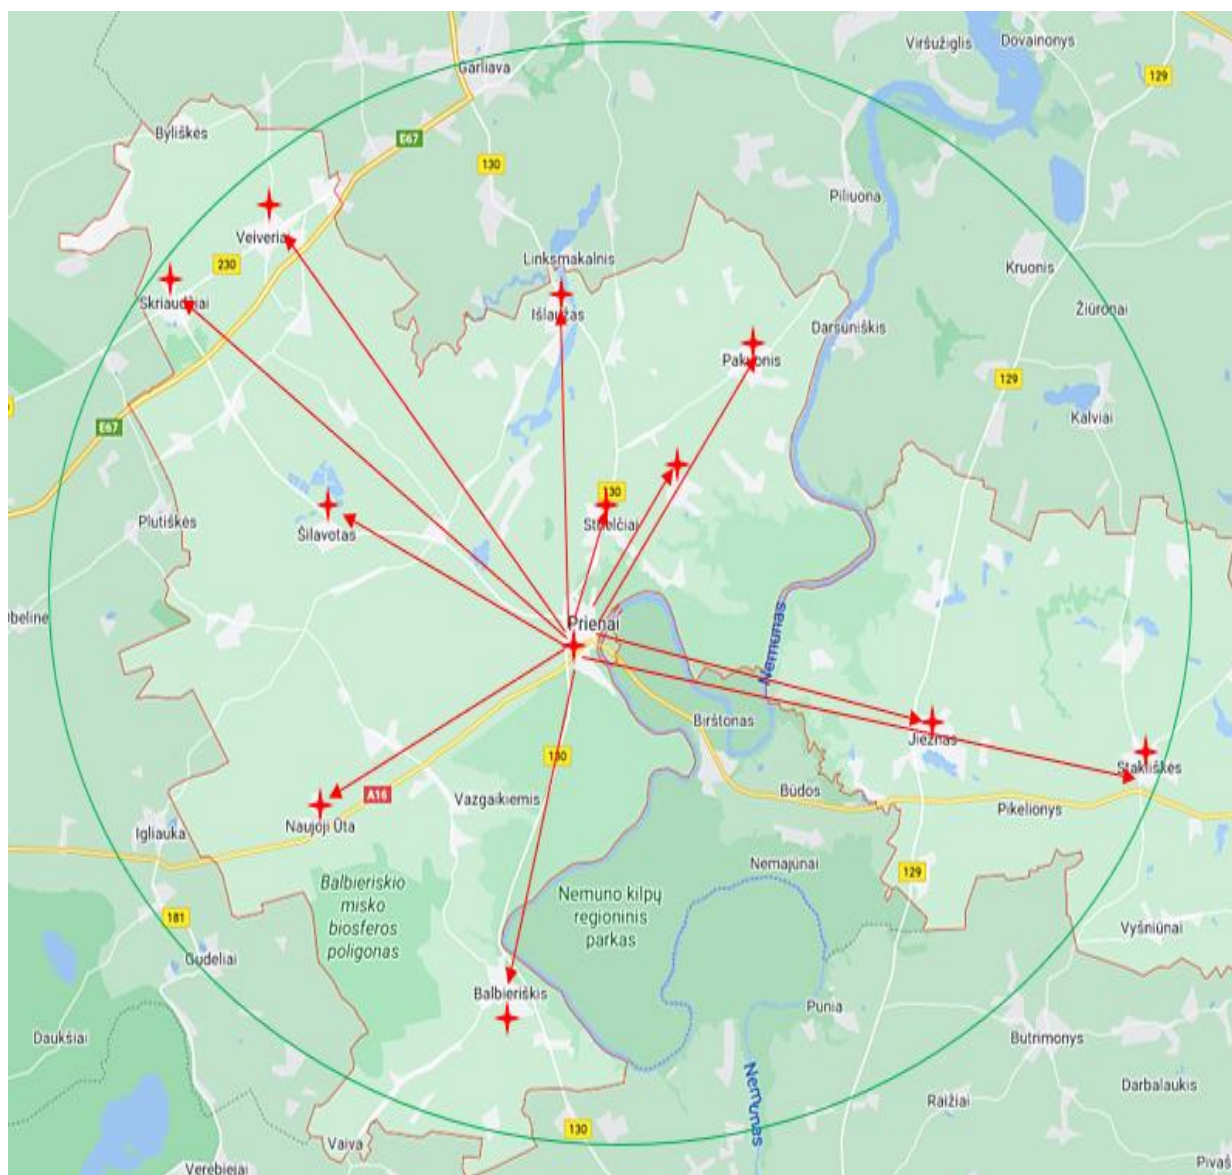 Viršužiglis
Dovainonys
Garliava
129
Byliškės
E67
130
Piliuona
Veiveriai
230
Linksmakalnis
Kruonis
Skriaudžiai
Išlaužas
Žiūronai
Darsūniškis
Pakuonis
129
E67
Kalviai
130
Plutiškės
Šilavotas
Strielčiai
Prienai
Nemunas
Birštonas
Jieznas
130
Stakliškės
Būdos
A16
Vazgaikiemis
Pikelionys
Naujoji Ūta
Igliauka
Nemajūnai
129
Balbieriškio
miško
biosferos
poligonas
Nemuno kilpų
regioninis
parkas
181
Vyšniūnai
Gudeliai
Balbieriškis
Punia
Daukšiai
Butrimonys
Nemunas
Darbalaukis
Raižiai
130
Vaiva
Verebiejai